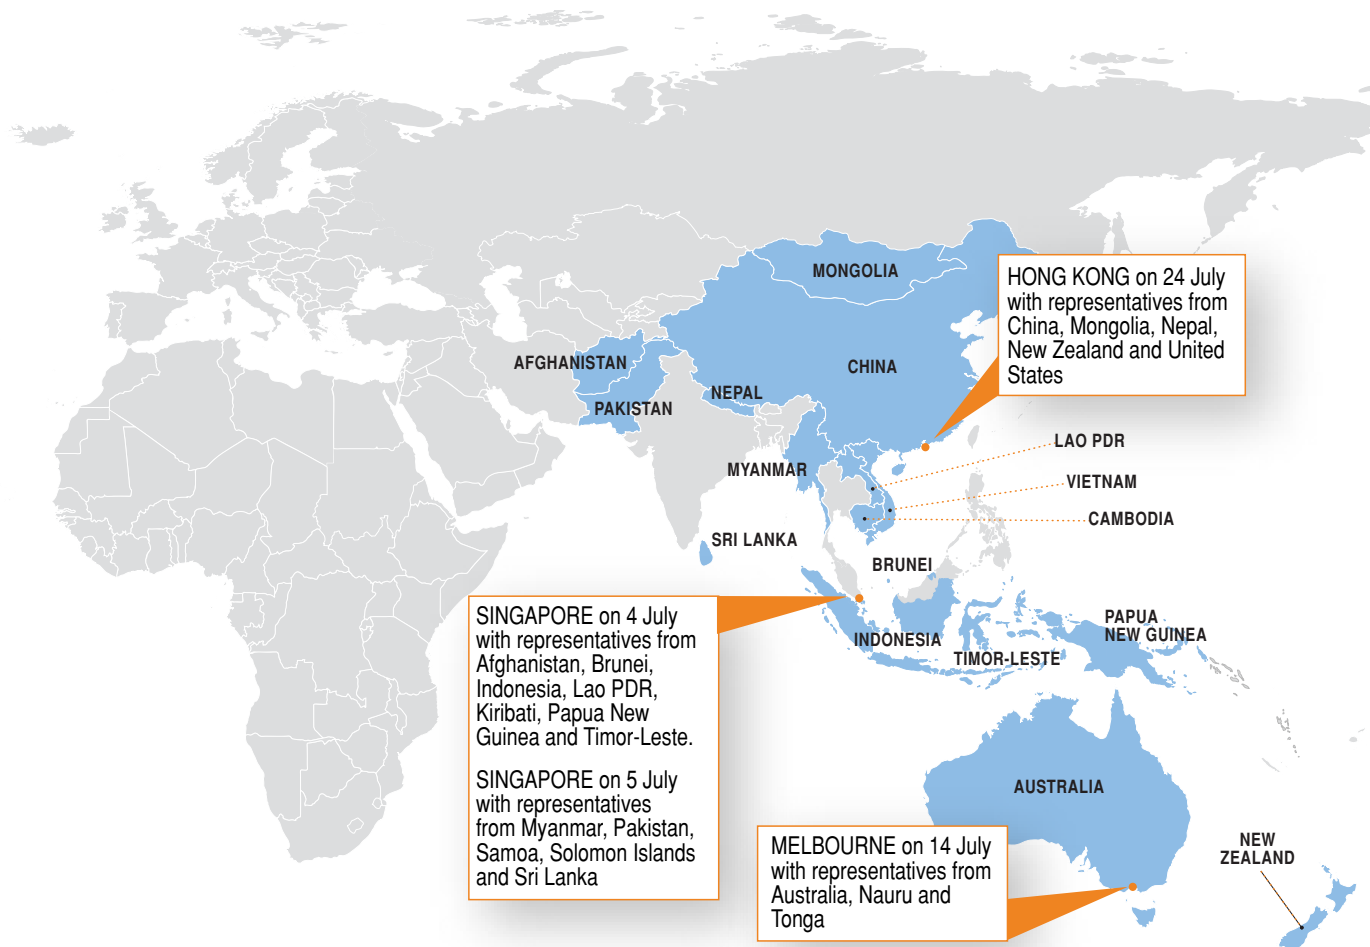 MONGOLIA
HONG KONG on 24 July
with representatives from
China, Mongolia, Nepal,
New Zealand and United
States
AFGHANISTAN
CHINA
NEPAL
PAKISTAN
LAO PDR
MYANMAR
VIETNAM
CAMBODIA
SRI LANKA
BRUNEI
SINGAPORE on 4 July
with representatives from
Afghanistan, Brunei,
Indonesia, Lao PDR,
Kiribati, Papua New
Guinea and Timor-Leste.
SINGAPORE on 5 July
with representatives
from Myanmar, Pakistan,
Samoa, Solomon Islands
and Sri Lanka
PAPUA
NEW GUINEA
INDONESIA
TIMOR-LESTE
AUSTRALIA
MELBOURNE on 14 July
with representatives from
Australia, Nauru and
Tonga
NEW
ZEALAND